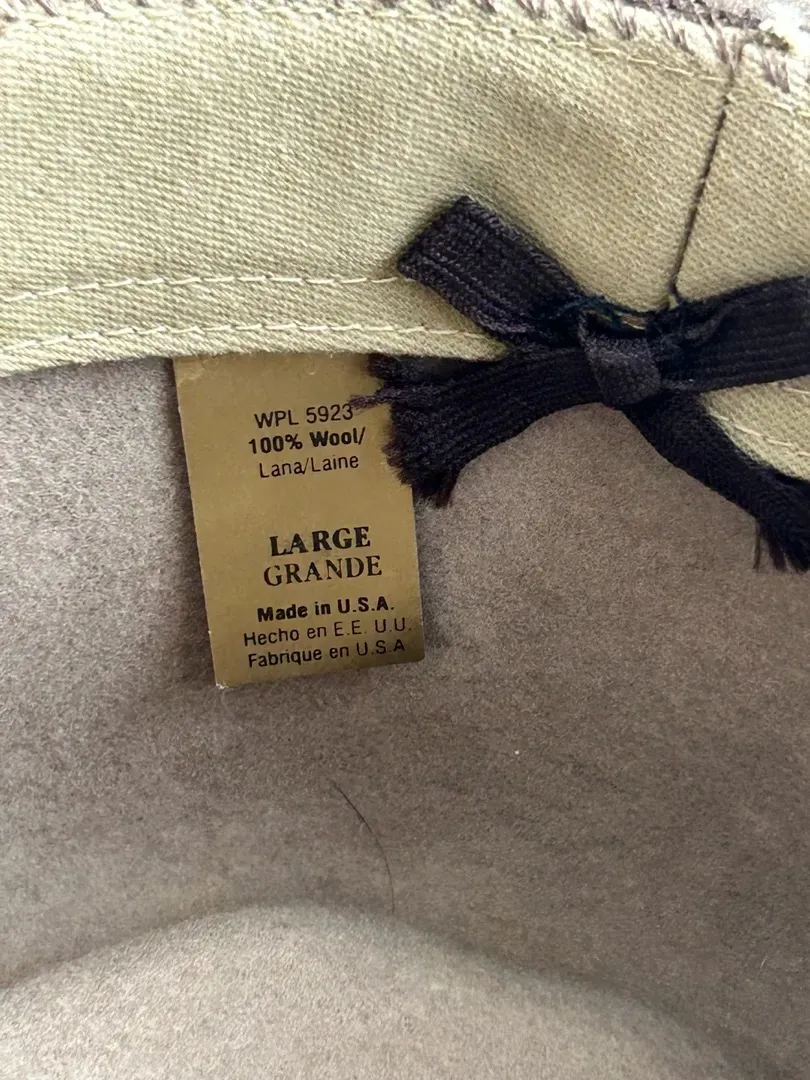 WPL 5923
100% Wool/
Lana/Laine
LARGE
GRANDE
Made in U.S.A.
Hecho en E.E. U.U.
Fabrique en U.S.A